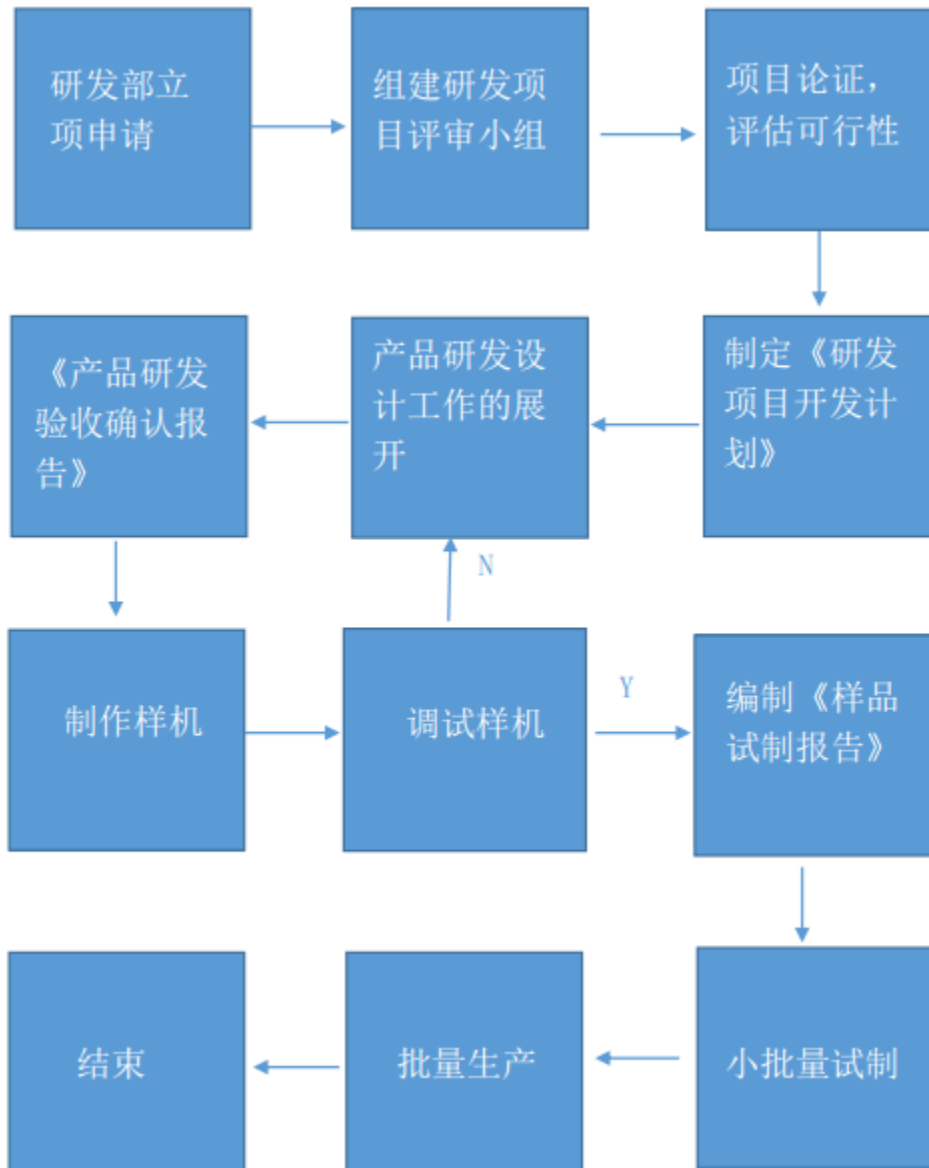 研发部立
项申请
组建研发项
目评审小组
项目论证，
评估可行性
制定《研发
项目开发计
划》
产品研发设
计工作的展
开
《产品研发
验收确认报
告》
N
制作样机
调试样机
Y
编制《样品
试制报告》
小批量试制
批量生产
结束